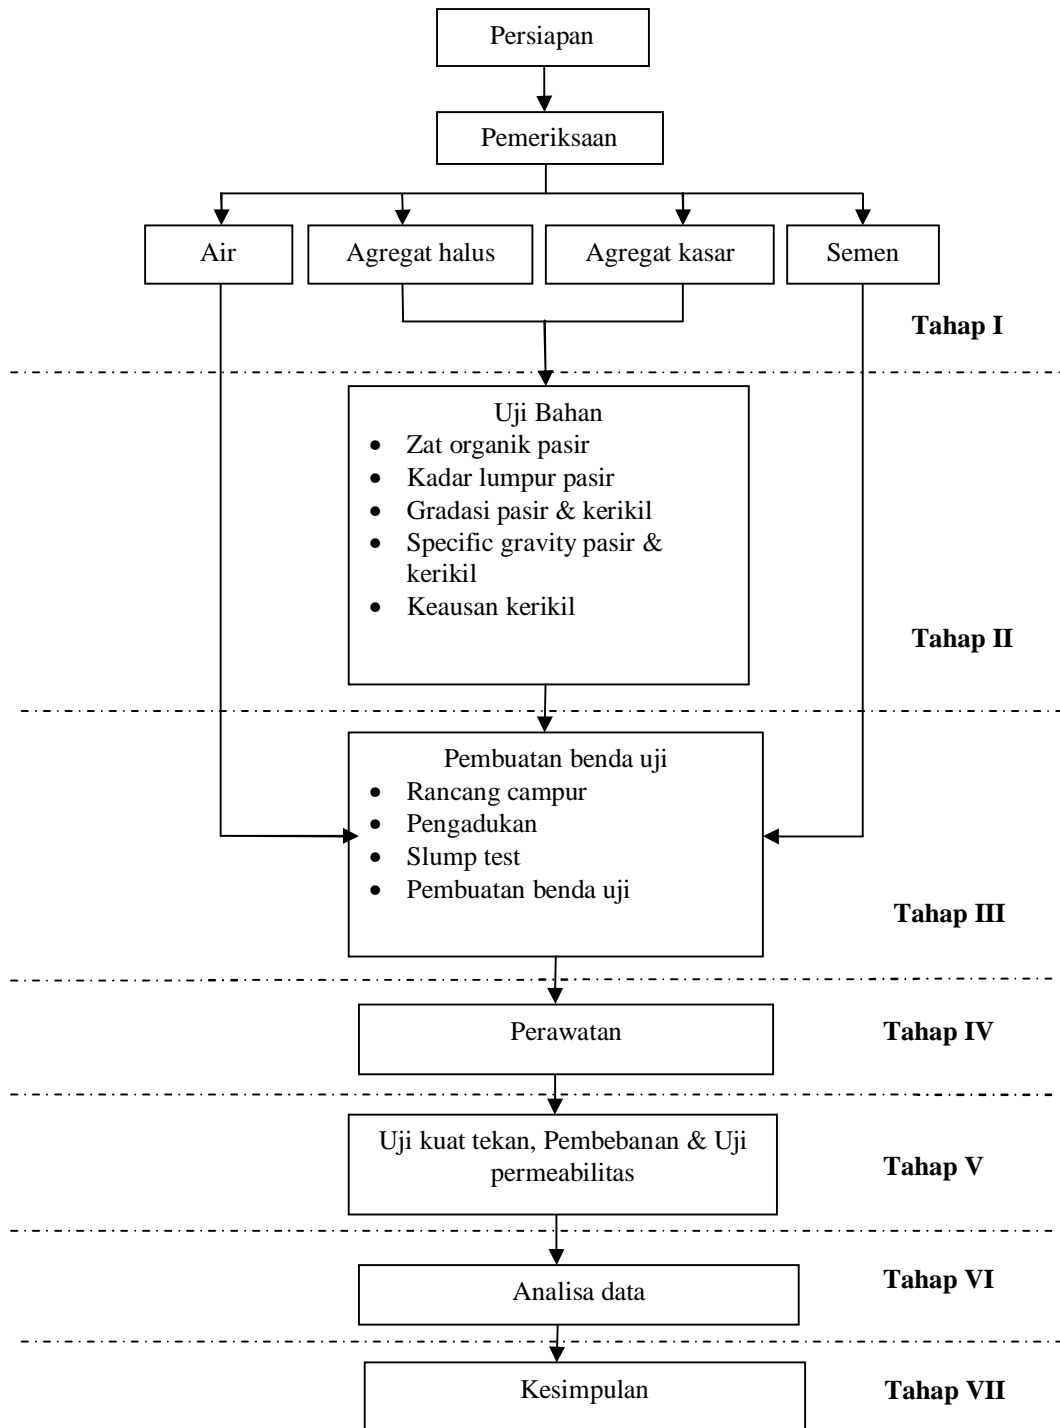 Persiapan
Pemeriksaan
Air
Agregat halus
Agregat kasar
Semen
Tahap I
Uji Bahan
• Zat organik pasir
• Kadar lumpur pasir
• Gradasi pasir & kerikil
• Specific gravity pasir &
kerikil
• Keausan kerikil
Tahap II
Pembuatan benda uji
• Rancang campur
• Pengadukan
• Slump test
• Pembuatan benda uji
Tahap III
Perawatan
Tahap IV
Uji kuat tekan, Pembebanan & Uji
permeabilitas
Tahap V
Analisa data
Tahap VI
Kesimpulan
Tahap VII